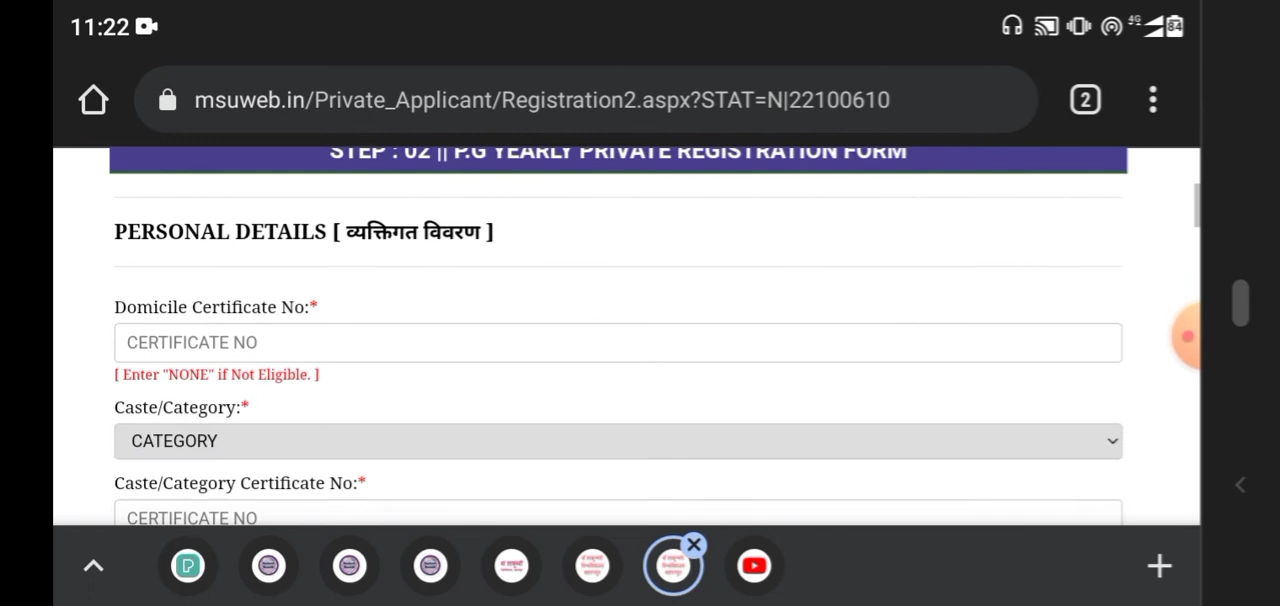 11:22
4G
84
msuweb.in/Private_Applicant/Registration2.aspx?STAT=N|22100610
2
STEP : 02 || P.G YEARLY PRIVATE REGISTRATION FORM
PERSONAL DETAILS [ व्यक्तिगत विवरण ]
Domicile Certificate No:*
CERTIFICATE NO
[ Enter "NONE" if Not Eligible. ]
Caste/Category:*
CATEGORY
Caste/Category Certificate No:*
CERTIFICATE NO